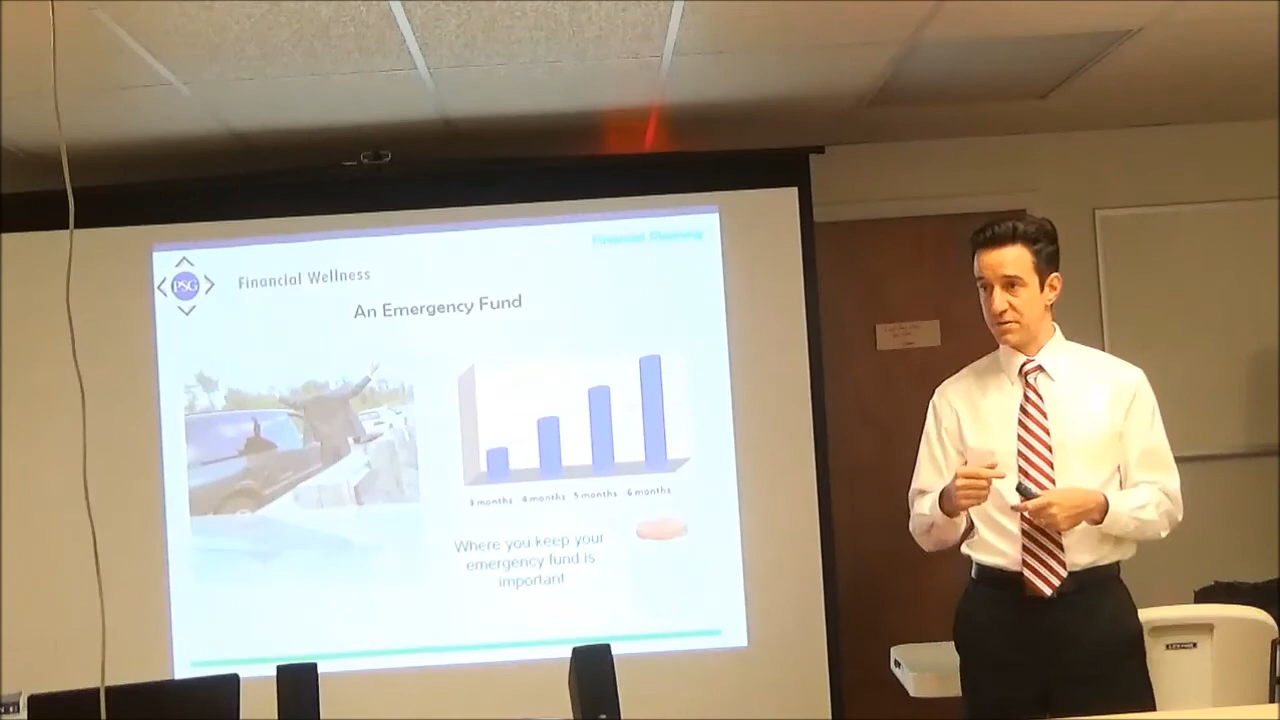 Financial Planning
PSG
Financial Wellness
An Emergency Fund
3 months 4 months 5 months 6 months
Where you keep your
emergency fund is
important
LIFETIME